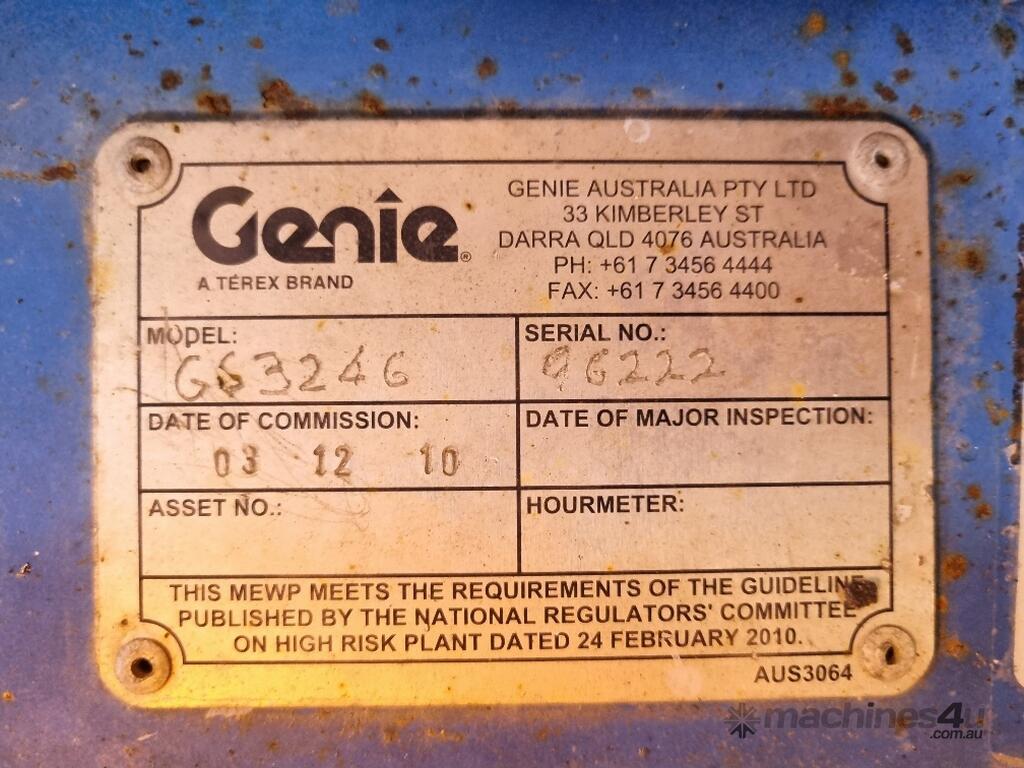 Genie®
A TEREX BRAND
GENIE AUSTRALIA PTY LTD
33 KIMBERLEY ST
DARRA QLD 4076 AUSTRALIA
PH: +61 7 3456 4444
FAX: +61 7 3456 4400
MODEL:
GS3246
SERIAL NO.:
96222
DATE OF COMMISSION:
03 12 10
DATE OF MAJOR INSPECTION:
ASSET NO.:
HOURMETER:
THIS MEWP MEETS THE REQUIREMENTS OF THE GUIDELINE
PUBLISHED BY THE NATIONAL REGULATORS' COMMITTEE
ON HIGH RISK PLANT DATED 24 FEBRUARY 2010.
AUS3064
machines4u
.com.au